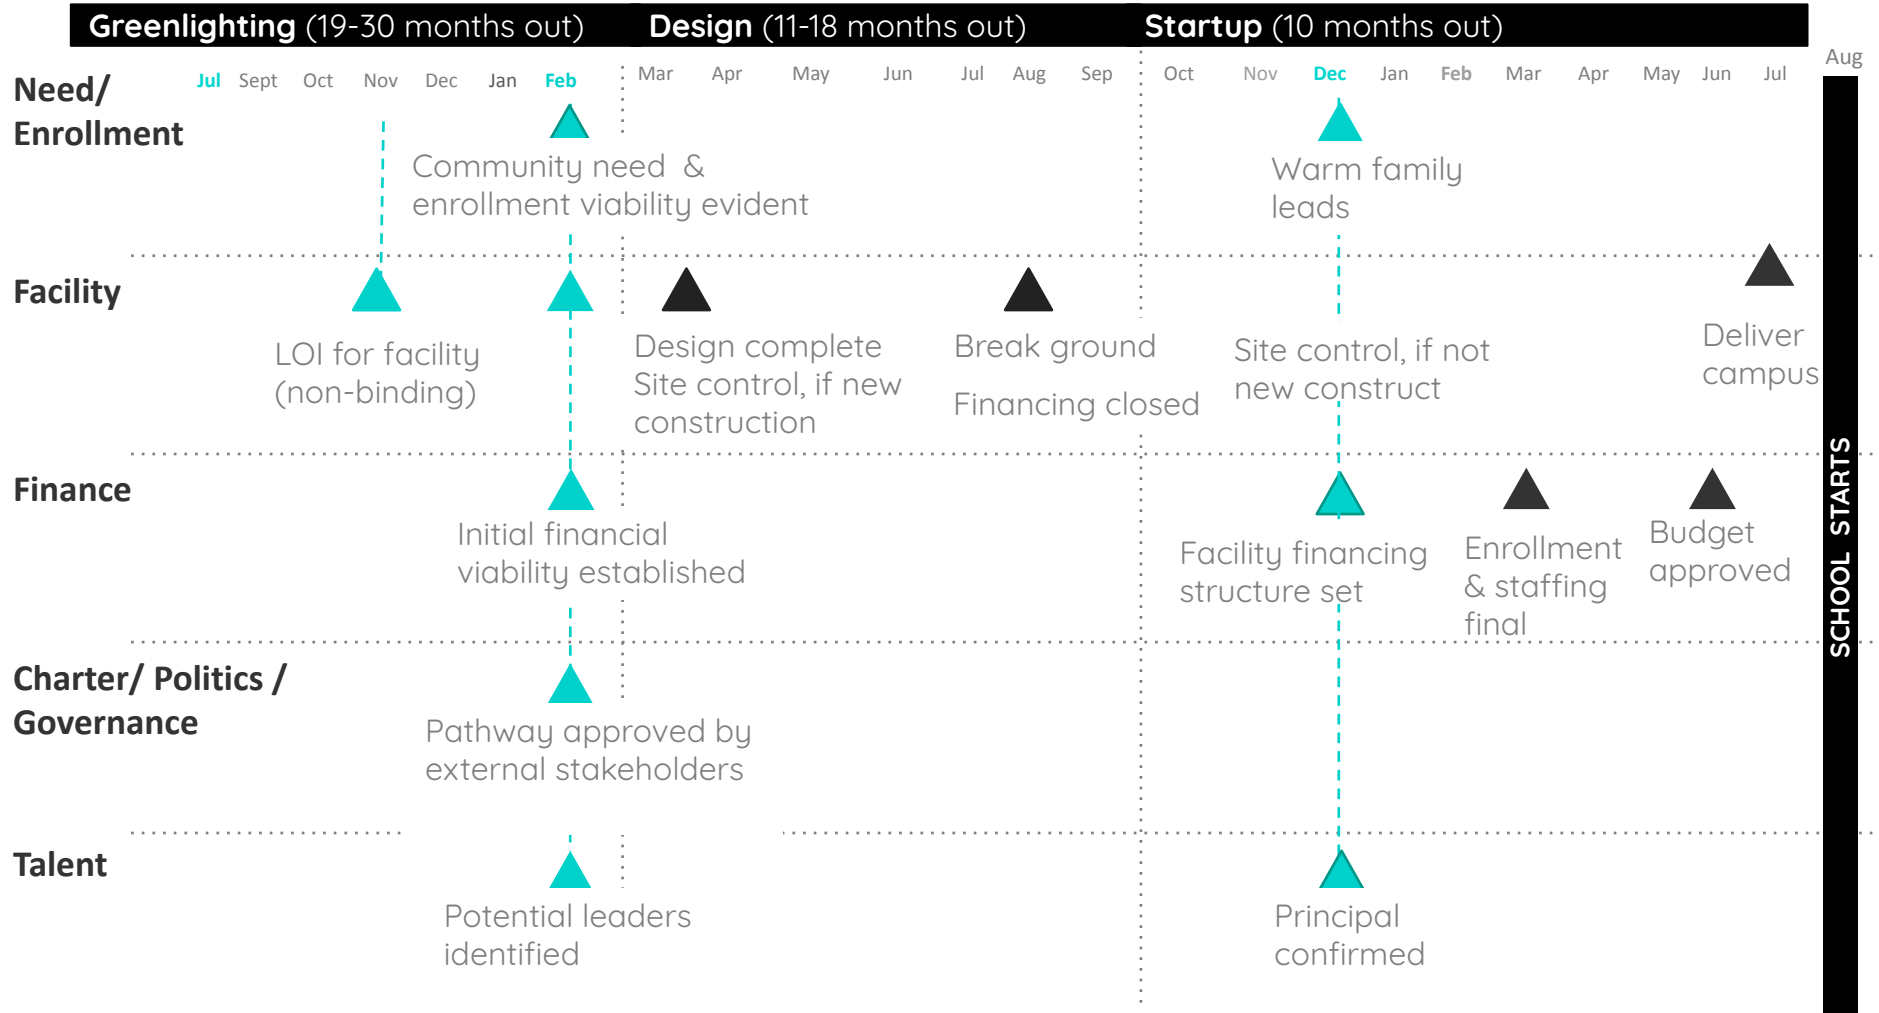 Greenlighting (19-30 months out)
Design (11-18 months out)
Startup (10 months out)
Aug
Jul Sept Oct Nov Dec Jan Feb Mar Apr May Jun Jul Aug Sep Oct Nov Dec Jan Feb Mar Apr May Jun Jul
Need/
Enrollment
Community need &
enrollment viability evident
Warm family
leads
Facility
LOI for facility
(non-binding)
Design complete
Site control, if new
construction
Break ground
Financing closed
Site control, if not
new construct
Deliver
campus
Finance
Initial financial
viability established
Facility financing
structure set
Enrollment
& staffing
final
Budget
approved
SCHOOL STARTS
Charter/ Politics /
Governance
Pathway approved by
external stakeholders
Talent
Potential leaders
identified
Principal
confirmed